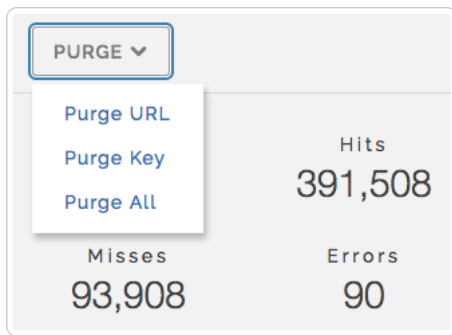 PURGE
Purge URL
Purge Key
Purge All
Hits
391,508
Misses
93,908
Errors
90